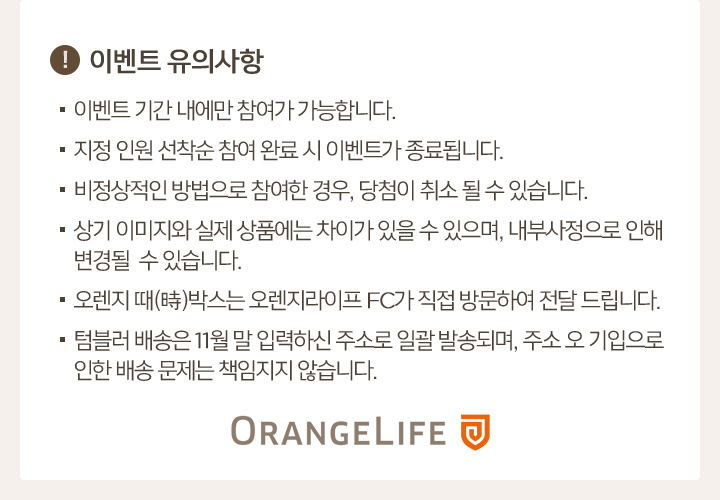 ! 이벤트 유의사항
▪ 이벤트 기간 내에만 참여가 가능합니다.
▪ 지정 인원 선착순 참여 완료 시 이벤트가 종료됩니다.
▪ 비정상적인 방법으로 참여한 경우, 당첨이 취소 될 수 있습니다.
▪ 상기 이미지와 실제 상품에는 차이가 있을 수 있으며, 내부사정으로 인해
변경될 수 있습니다.
▪ 오렌지 때(時)박스는 오렌지라이프 FC가 직접 방문하여 전달 드립니다.
▪ 텀블러 배송은 11월 말 입력하신 주소로 일괄 발송되며, 주소 오 기입으로
인한 배송 문제는 책임지지 않습니다.
ORANGELIFE